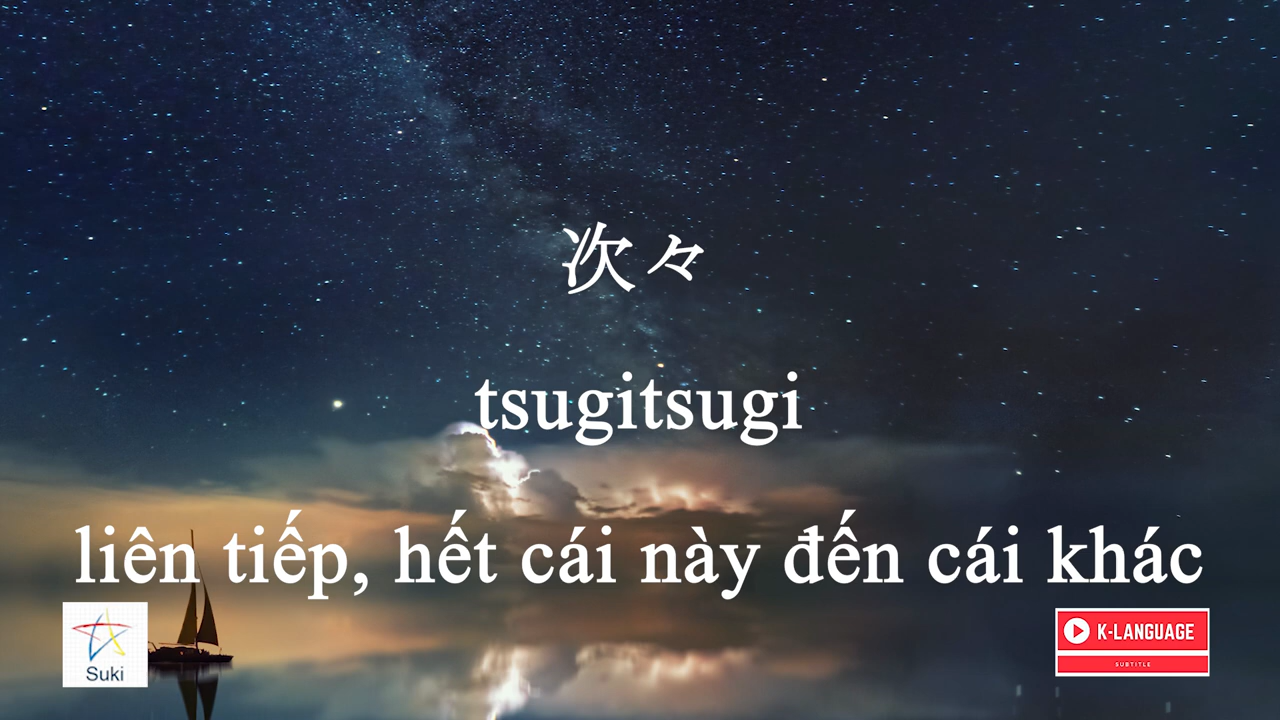 次々
tsugitsugi
liên tiếp, hết cái này đến cái khác
Suki
K-LANGUAGE
SUBTITLE